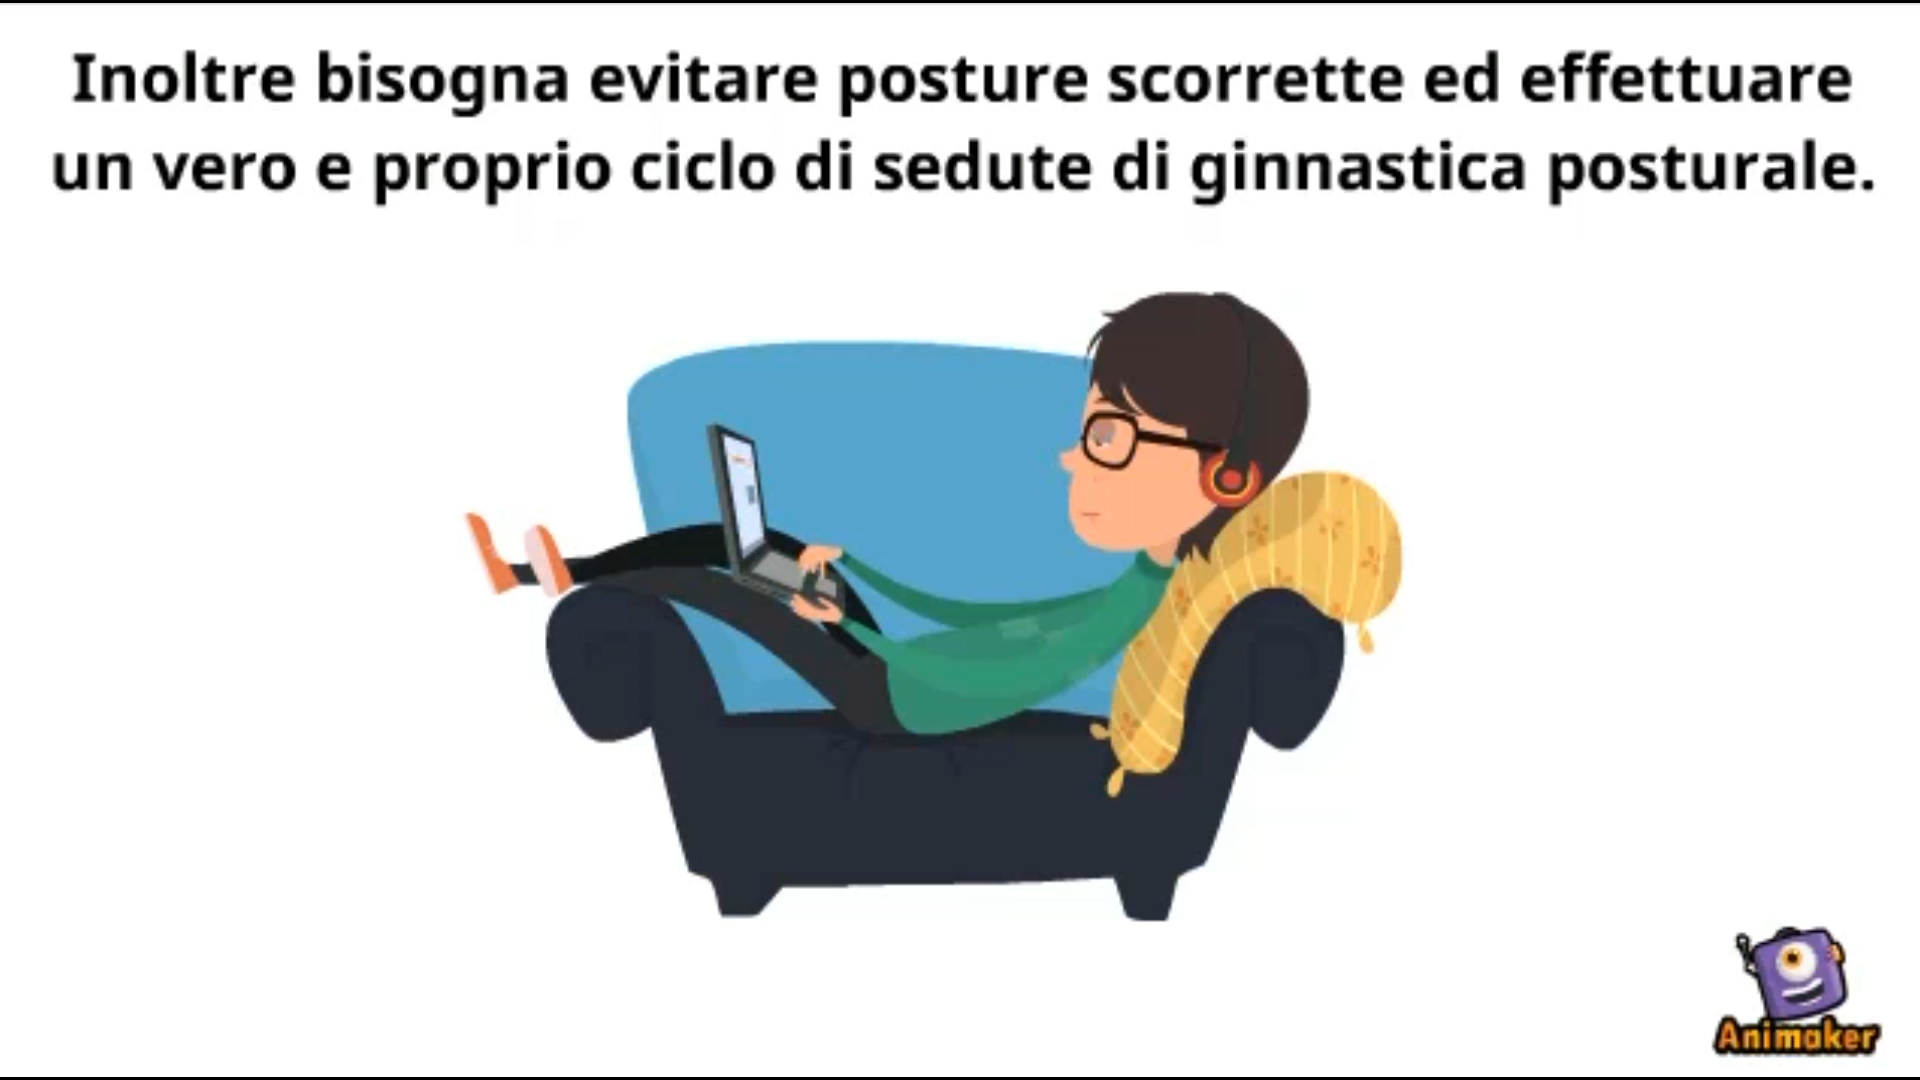 Inoltre bisogna evitare posture scorrette ed effettuare
un vero e proprio ciclo di sedute di ginnastica posturale.
Animaker